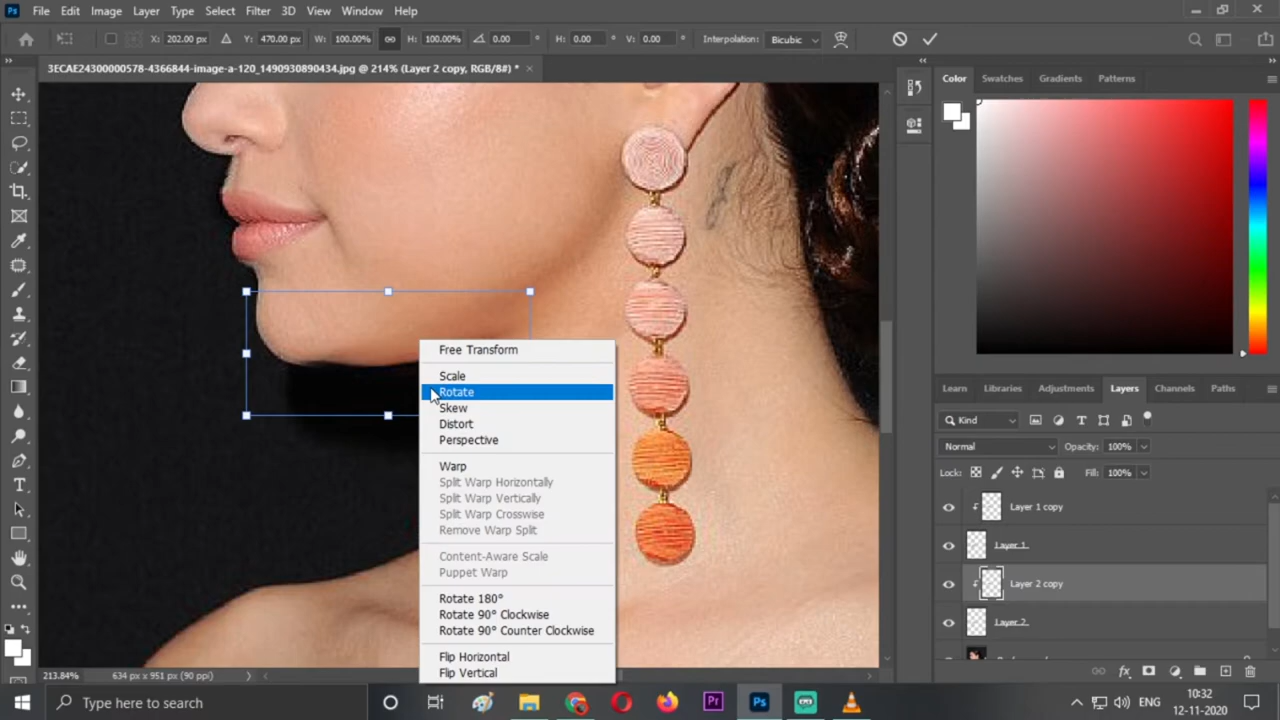 Ps File Edit Image Layer Type Select Filter 3D View Window Help
X: 202.00 px Y: 470.00 px W: 100.00% H: 100.00% 0.00 ° H: 0.00 ° V: 0.00 ° Interpolation: Bicubic
3ECAE24300000578-4366844-image-a-120_1490930890434.jpg @ 214% (Layer 2 copy, RGB/8#) *
Color Swatches Gradients Patterns
Free Transform
Scale
Rotate
Skew
Distort
Perspective
Warp
Split Warp Horizontally
Split Warp Vertically
Split Warp Crosswise
Remove Warp Split
Content-Aware Scale
Puppet Warp
Rotate 180°
Rotate 90° Clockwise
Rotate 90° Counter Clockwise
Flip Horizontal
Flip Vertical
Learn Libraries Adjustments Layers Channels Paths
Kind
Normal Opacity: 100%
Lock: Fill: 100%
Layer 1 copy
Layer 1
Layer 2 copy
Layer 2
213.84% 634 px x 951 px (90 ppi)
Type here to search
Pr Ps
ENG
10:32
12-11-2020